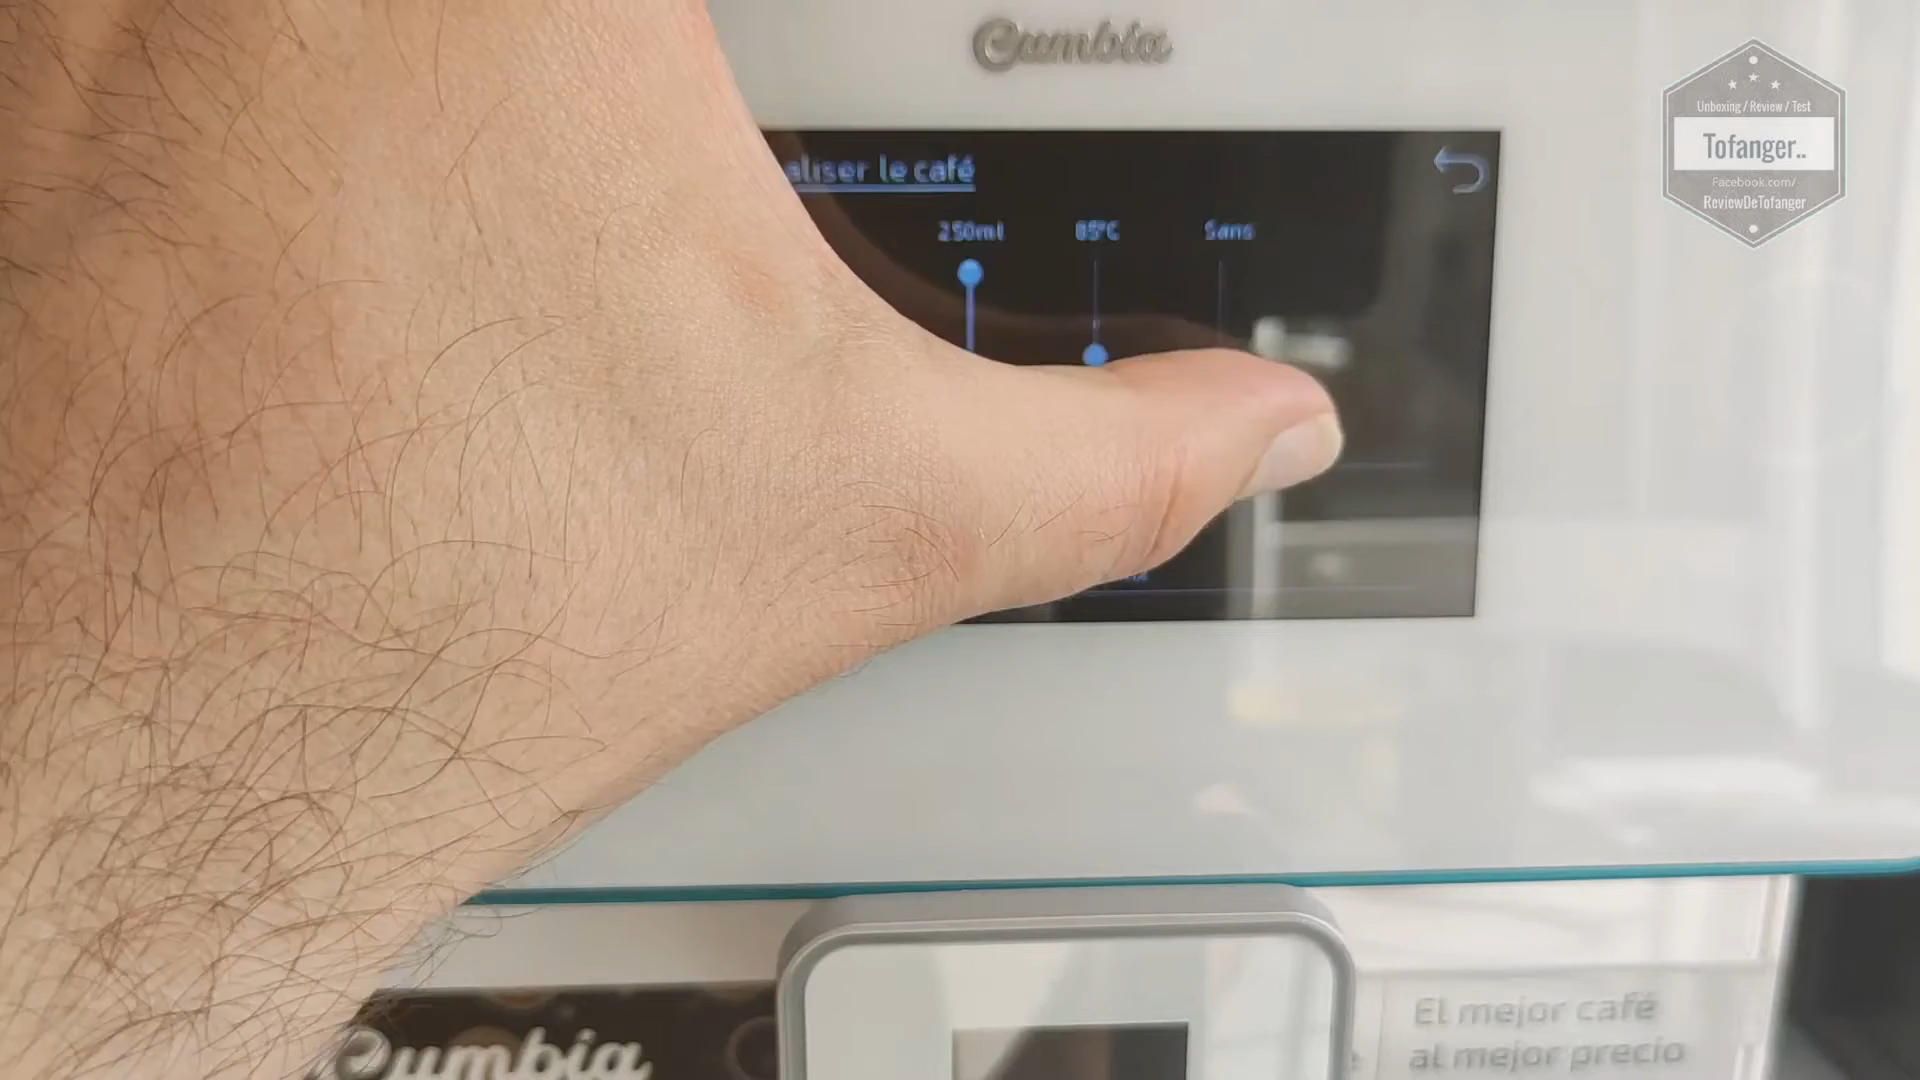 Cumbia
Unboxing / Review / Test
Tofanger..
Facebook.com/
ReviewDeTofanger
aliser le café
250ml
85°C
Sans
Cumbia
El mejor café
al mejor precio